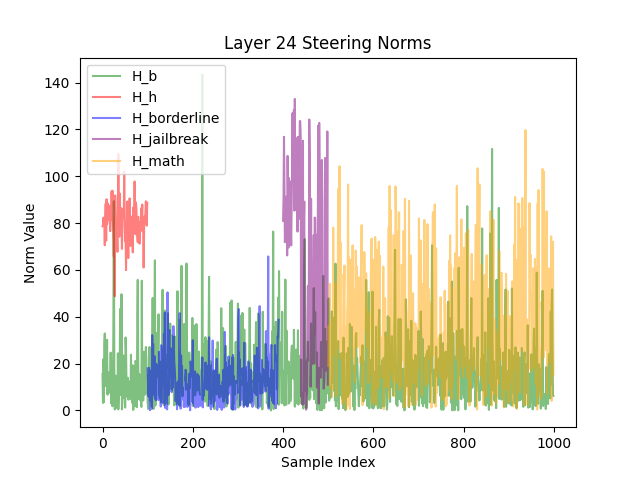 Layer 24 Steering Norms
H_b
H_h
H_borderline
H_jailbreak
H_math
Norm Value
140
120
100
80
60
40
20
0
0 200 400 600 800 1000
Sample Index